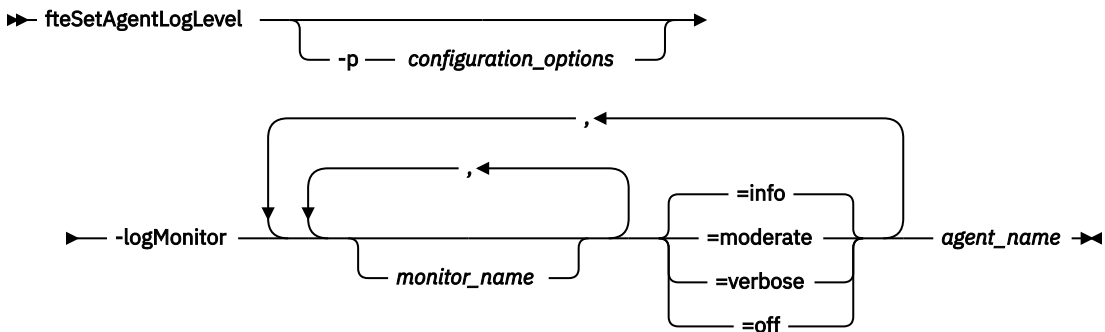 fteSetAgentLogLevel
-p configuration_options
,
,
-logMonitor
monitor_name
=info
=moderate
=verbose
=off
agent_name